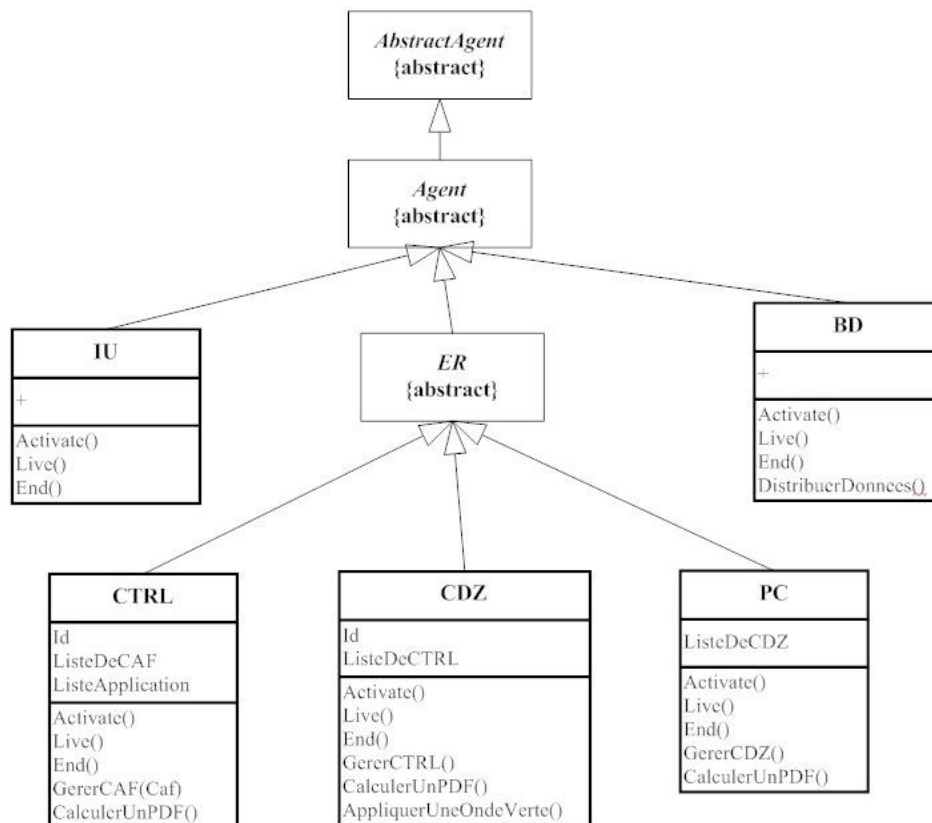 AbstractAgent
{abstract}
Agent
{abstract}
IU
+
Activate()
Live()
End()
ER
{abstract}
BD
+
Activate()
Live()
End()
DistribuerDonnees()
CTRL
Id
ListeDeCAF
ListeApplication
Activate()
Live()
End()
GererCAF(Caf)
CalculerUnPDF()
CDZ
Id
ListeDeCTRL
Activate()
Live()
End()
GererCTRL()
CalculerUnPDF()
AppliquerUneOndeVerte()
PC
ListeDeCDZ
Activate()
Live()
End()
GererCDZ()
CalculerUnPDF()